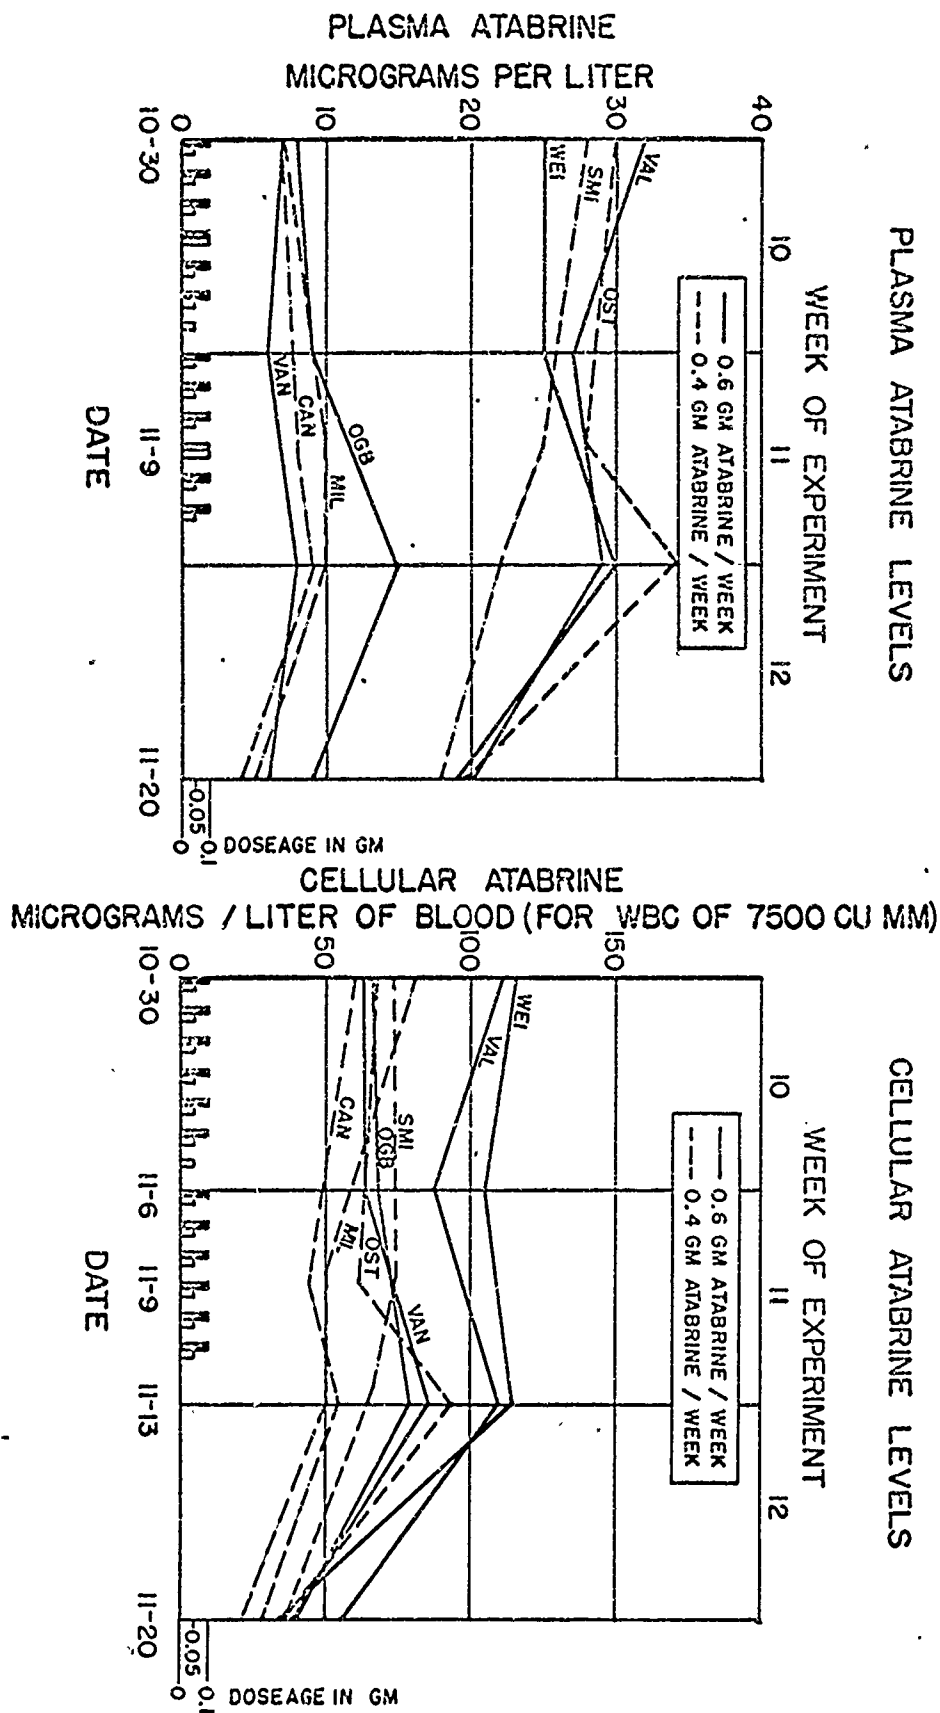 PLASMA ATABRINE LEVELS
WEEK OF EXPERIMENT
10
11
12
0.6 GM ATABRINE / WEEK
0.4 GM ATABRINE / WEEK
PLASMA ATABRINE
MICROGRAMS PER LITER
40
30
20
10
0
VAL
OST
SMI
WEI
OGB
MIL
CAN
VAN
10-30
11-9
11-20
DATE
0.1
0.05
0
DOSEAGE IN GM
CELLULAR ATABRINE LEVELS
WEEK OF EXPERIMENT
10
11
12
0.6 GM ATABRINE / WEEK
0.4 GM ATABRINE / WEEK
CELLULAR ATABRINE
MICROGRAMS / LITER OF BLOOD (FOR WBC OF 7500 CU MM)
150
100
50
0
WEI
VAL
SMI
OGB
CAN
VAN
OST
MIL
10-30
11-6
11-9
11-13
11-20
DATE
0.1
0.05
0
DOSEAGE IN GM